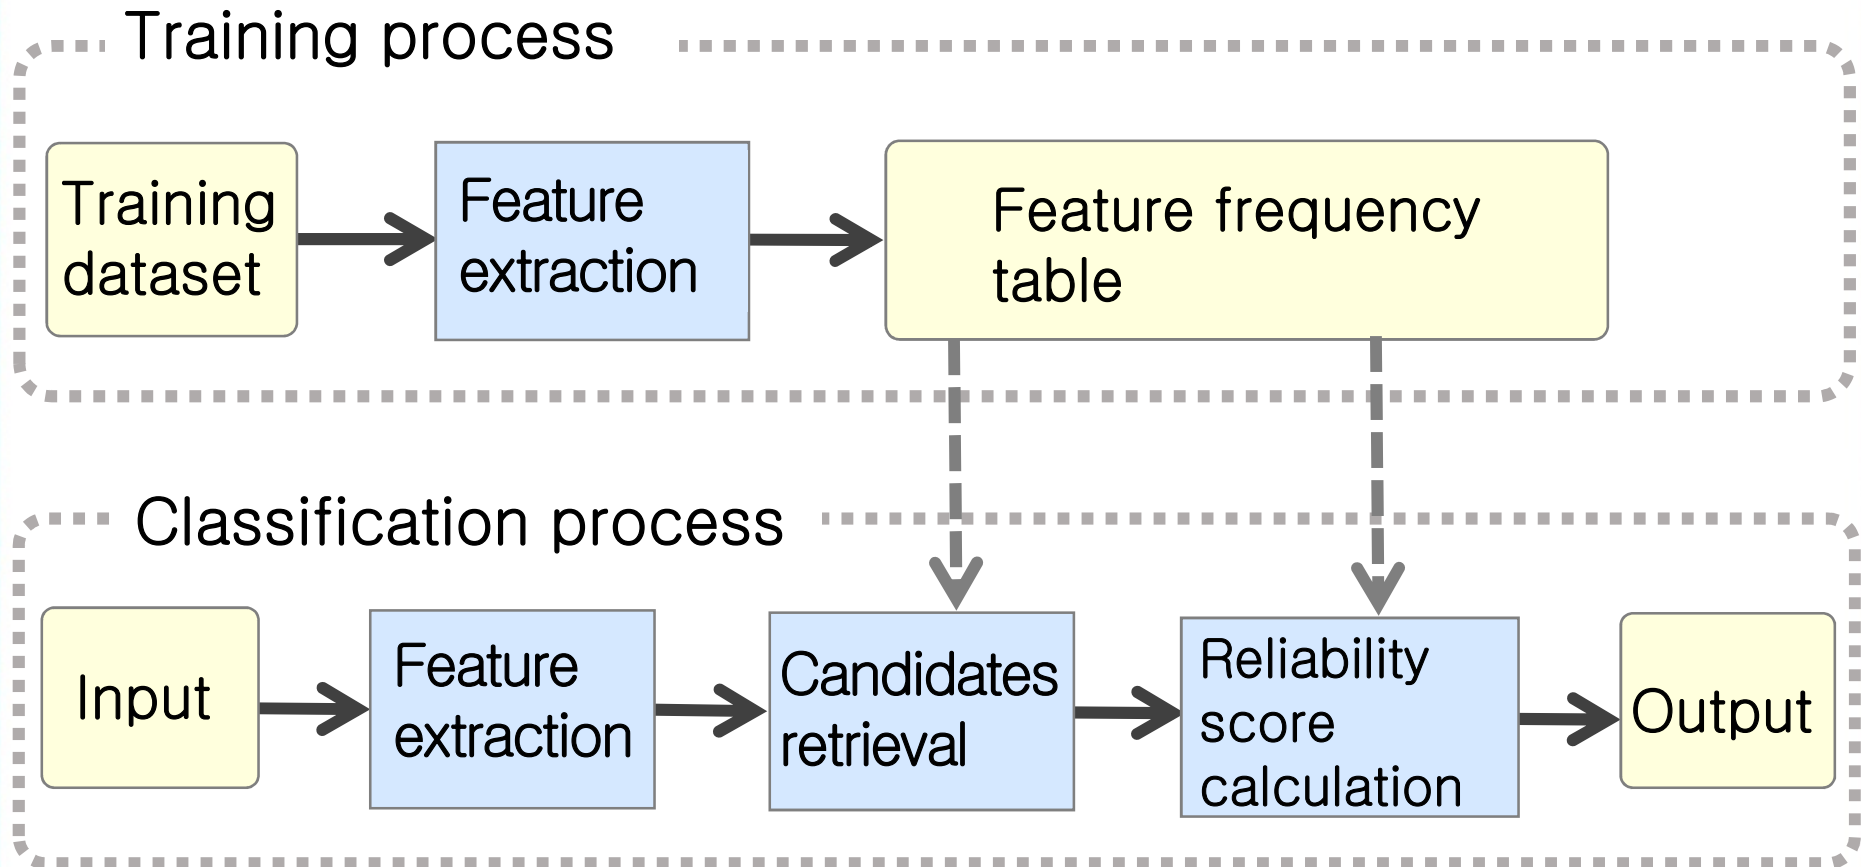 Training process
Training
dataset
Feature
extraction
Feature frequency
table
Classification process
Input
Feature
extraction
Candidates
retrieval
Reliability
score
calculation
Output